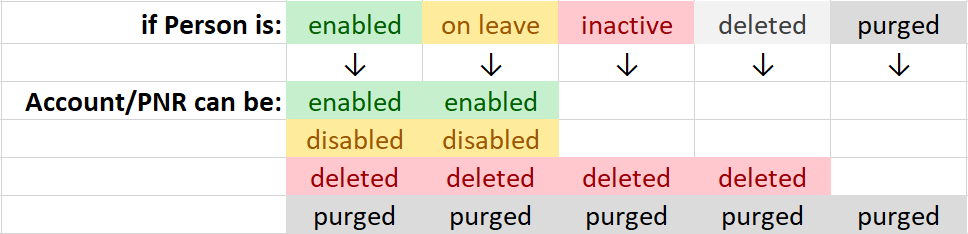 if Person is: enabled on leave inactive deleted purged
↓ ↓ ↓ ↓ ↓
Account/PNR can be: enabled enabled
disabled disabled
deleted deleted deleted deleted
purged purged purged purged purged